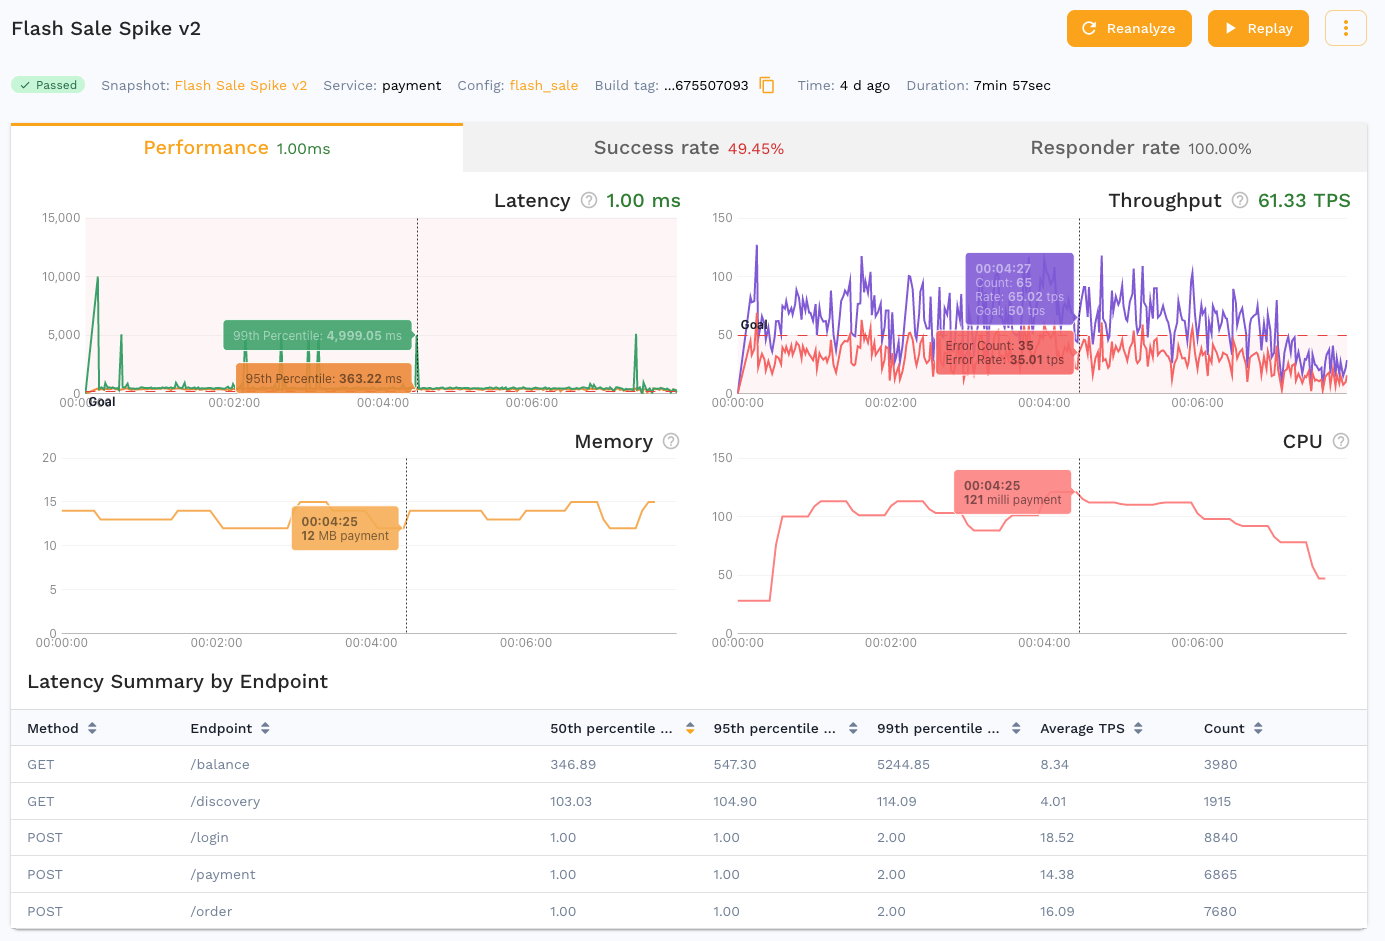 Flash Sale Spike v2
Reanalyze
Replay
Passed Snapshot: Flash Sale Spike v2 Service: payment Config: flash_sale Build tag: ...675507093 Time: 4 d ago Duration: 7min 57sec
Performance 1.00ms
Success rate 49.45%
Responder rate 100.00%
Latency ? 1.00 ms
15,000
10,000
5,000
0
99th Percentile: 4,999.05 ms
95th Percentile: 363.22 ms
Goal
00:02:00 00:04:00 00:06:00
Throughput ? 61.33 TPS
150
100
50
0
Goal
00:04:27
Count: 65
Rate: 65.02 tps
Goal: 50 tps
Error Count: 35
Error Rate: 35.01 tps
00:00:00 00:02:00 00:04:00 00:06:00
Memory ?
20
15
10
5
0
00:04:25
12 MB payment
00:00:00 00:02:00 00:04:00 00:06:00
CPU ?
150
100
50
0
00:04:25
121 milli payment
00:00:00 00:02:00 00:04:00 00:06:00
Latency Summary by Endpoint
Method Endpoint 50th percentile ... 95th percentile ... 99th percentile ... Average TPS Count
GET /balance 346.89 547.30 5244.85 8.34 3980
GET /discovery 103.03 104.90 114.09 4.01 1915
POST /login 1.00 1.00 2.00 18.52 8840
POST /payment 1.00 1.00 2.00 14.38 6865
POST /order 1.00 1.00 2.00 16.09 7680